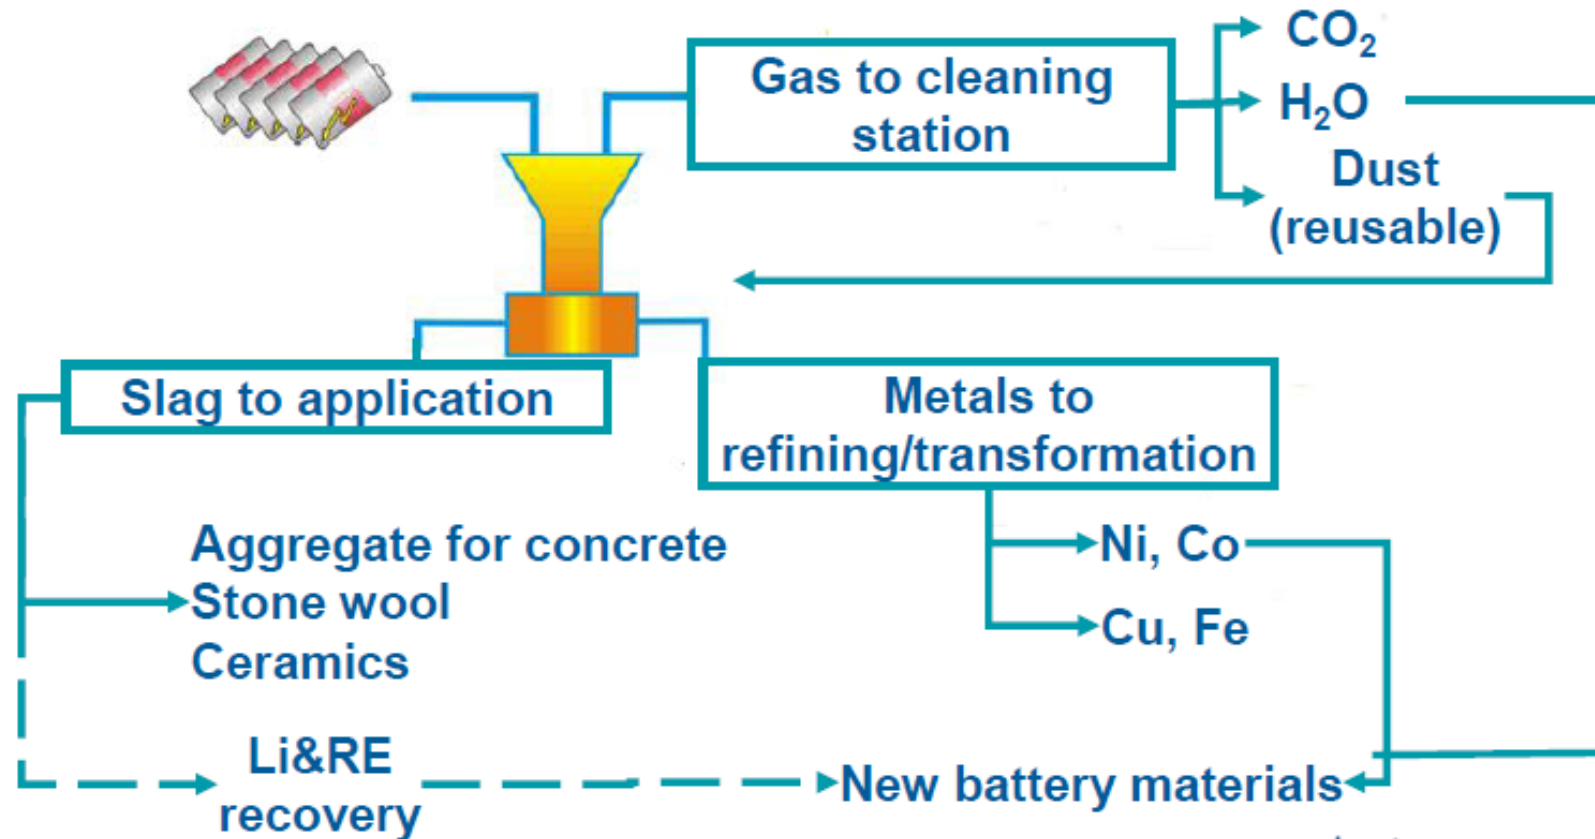 Gas to cleaning
station
CO₂
H₂O
Dust
(reusable)
Slag to application
Metals to
refining/transformation
Aggregate for concrete
Stone wool
Ceramics
Ni, Co
Cu, Fe
Li&RE
recovery
New battery materials